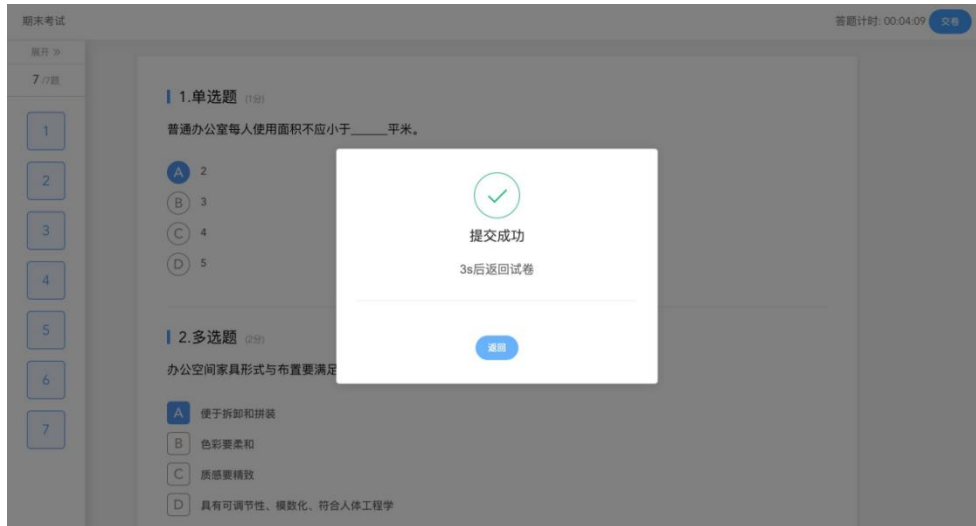 期末考试
答题计时: 00:04:09 交卷
展开 »
7 /7题
1
2
3
4
5
6
7
1.单选题 (1分)
普通办公室每人使用面积不应小于_____平米。
A 2
B 3
C 4
D 5
提交成功
3s后返回试卷
返回
2.多选题 (2分)
办公空间家具形式与布置要满足
A 便于拆卸和拼装
B 色彩要柔和
C 质感要精致
D 具有可调节性、模数化、符合人体工程学